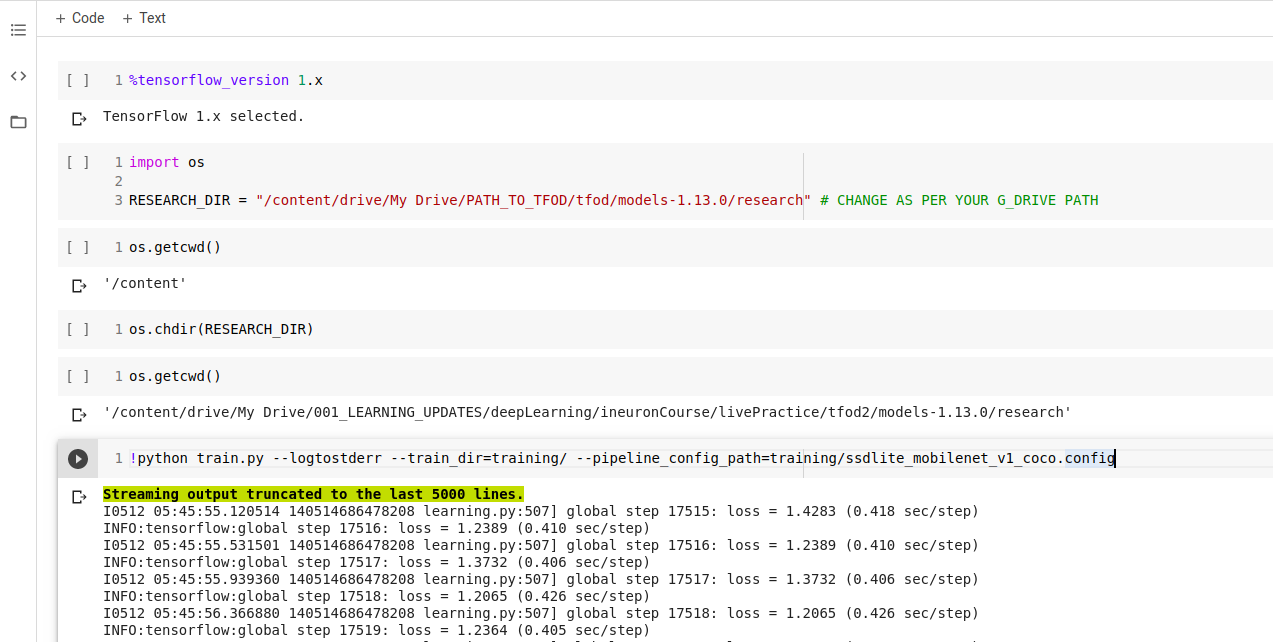 + Code + Text
[ ] 1 %tensorflow_version 1.x
TensorFlow 1.x selected.
[ ] 1 import os
2
3 RESEARCH_DIR = "/content/drive/My Drive/PATH_TO_TFOD/tfod/models-1.13.0/research" # CHANGE AS PER YOUR G_DRIVE PATH
[ ] 1 os.getcwd()
'/content'
[ ] 1 os.chdir(RESEARCH_DIR)
[ ] 1 os.getcwd()
'/content/drive/My Drive/001_LEARNING_UPDATES/deepLearning/ineuronCourse/livePractice/tfod2/models-1.13.0/research'
1 !python train.py --logtostderr --train_dir=training/ --pipeline_config_path=training/ssdlite_mobilenet_v1_coco.config
Streaming output truncated to the last 5000 lines.
I0512 05:45:55.120514 140514686478208 learning.py:507] global step 17515: loss = 1.4283 (0.418 sec/step)
INFO:tensorflow:global step 17516: loss = 1.2389 (0.410 sec/step)
I0512 05:45:55.531501 140514686478208 learning.py:507] global step 17516: loss = 1.2389 (0.410 sec/step)
INFO:tensorflow:global step 17517: loss = 1.3732 (0.406 sec/step)
I0512 05:45:55.939360 140514686478208 learning.py:507] global step 17517: loss = 1.3732 (0.406 sec/step)
INFO:tensorflow:global step 17518: loss = 1.2065 (0.426 sec/step)
I0512 05:45:56.366880 140514686478208 learning.py:507] global step 17518: loss = 1.2065 (0.426 sec/step)
INFO:tensorflow:global step 17519: loss = 1.2364 (0.405 sec/step)